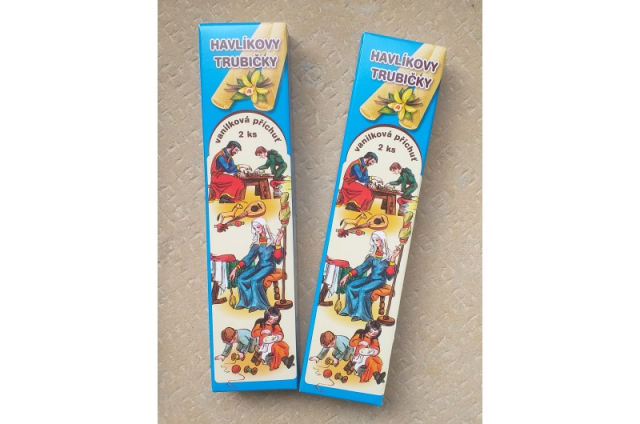 HAVLÍKOVY
TRUBIČKY
vanilková příchuť
2 ks
HAVLÍKOVY
TRUBIČKY
vanilková příchuť
2 ks